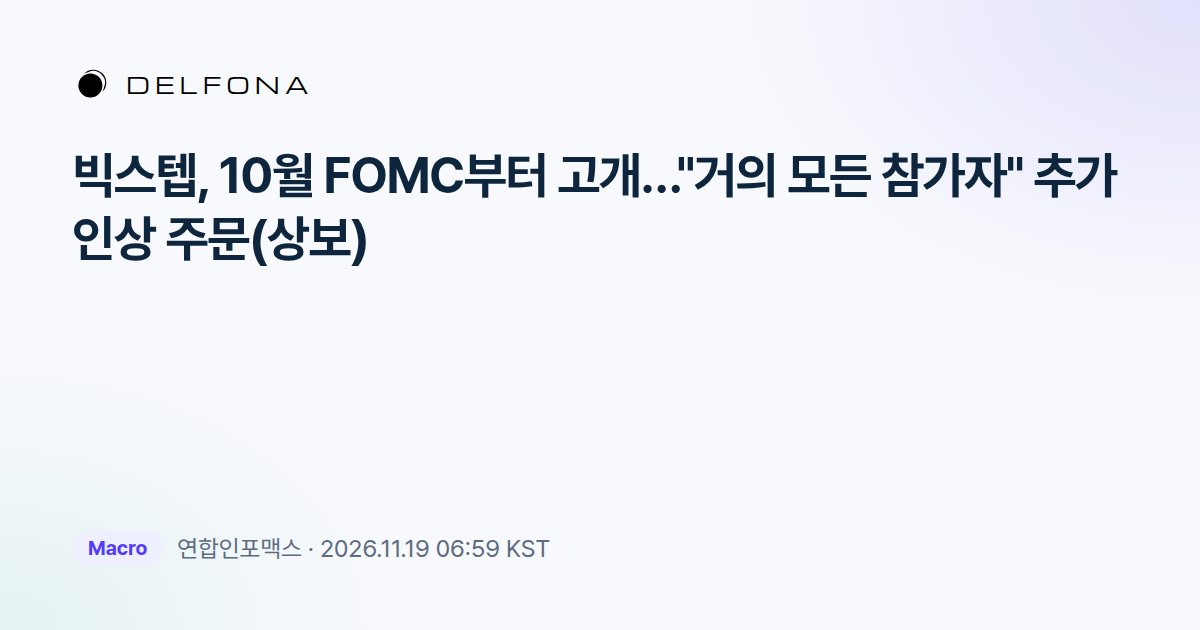 DELFONA
빅스텝, 10월 FOMC부터 고개..."거의 모든 참가자" 추가
인상 주문(상보)
Macro 연합인포맥스 · 2026.11.19 06:59 KST